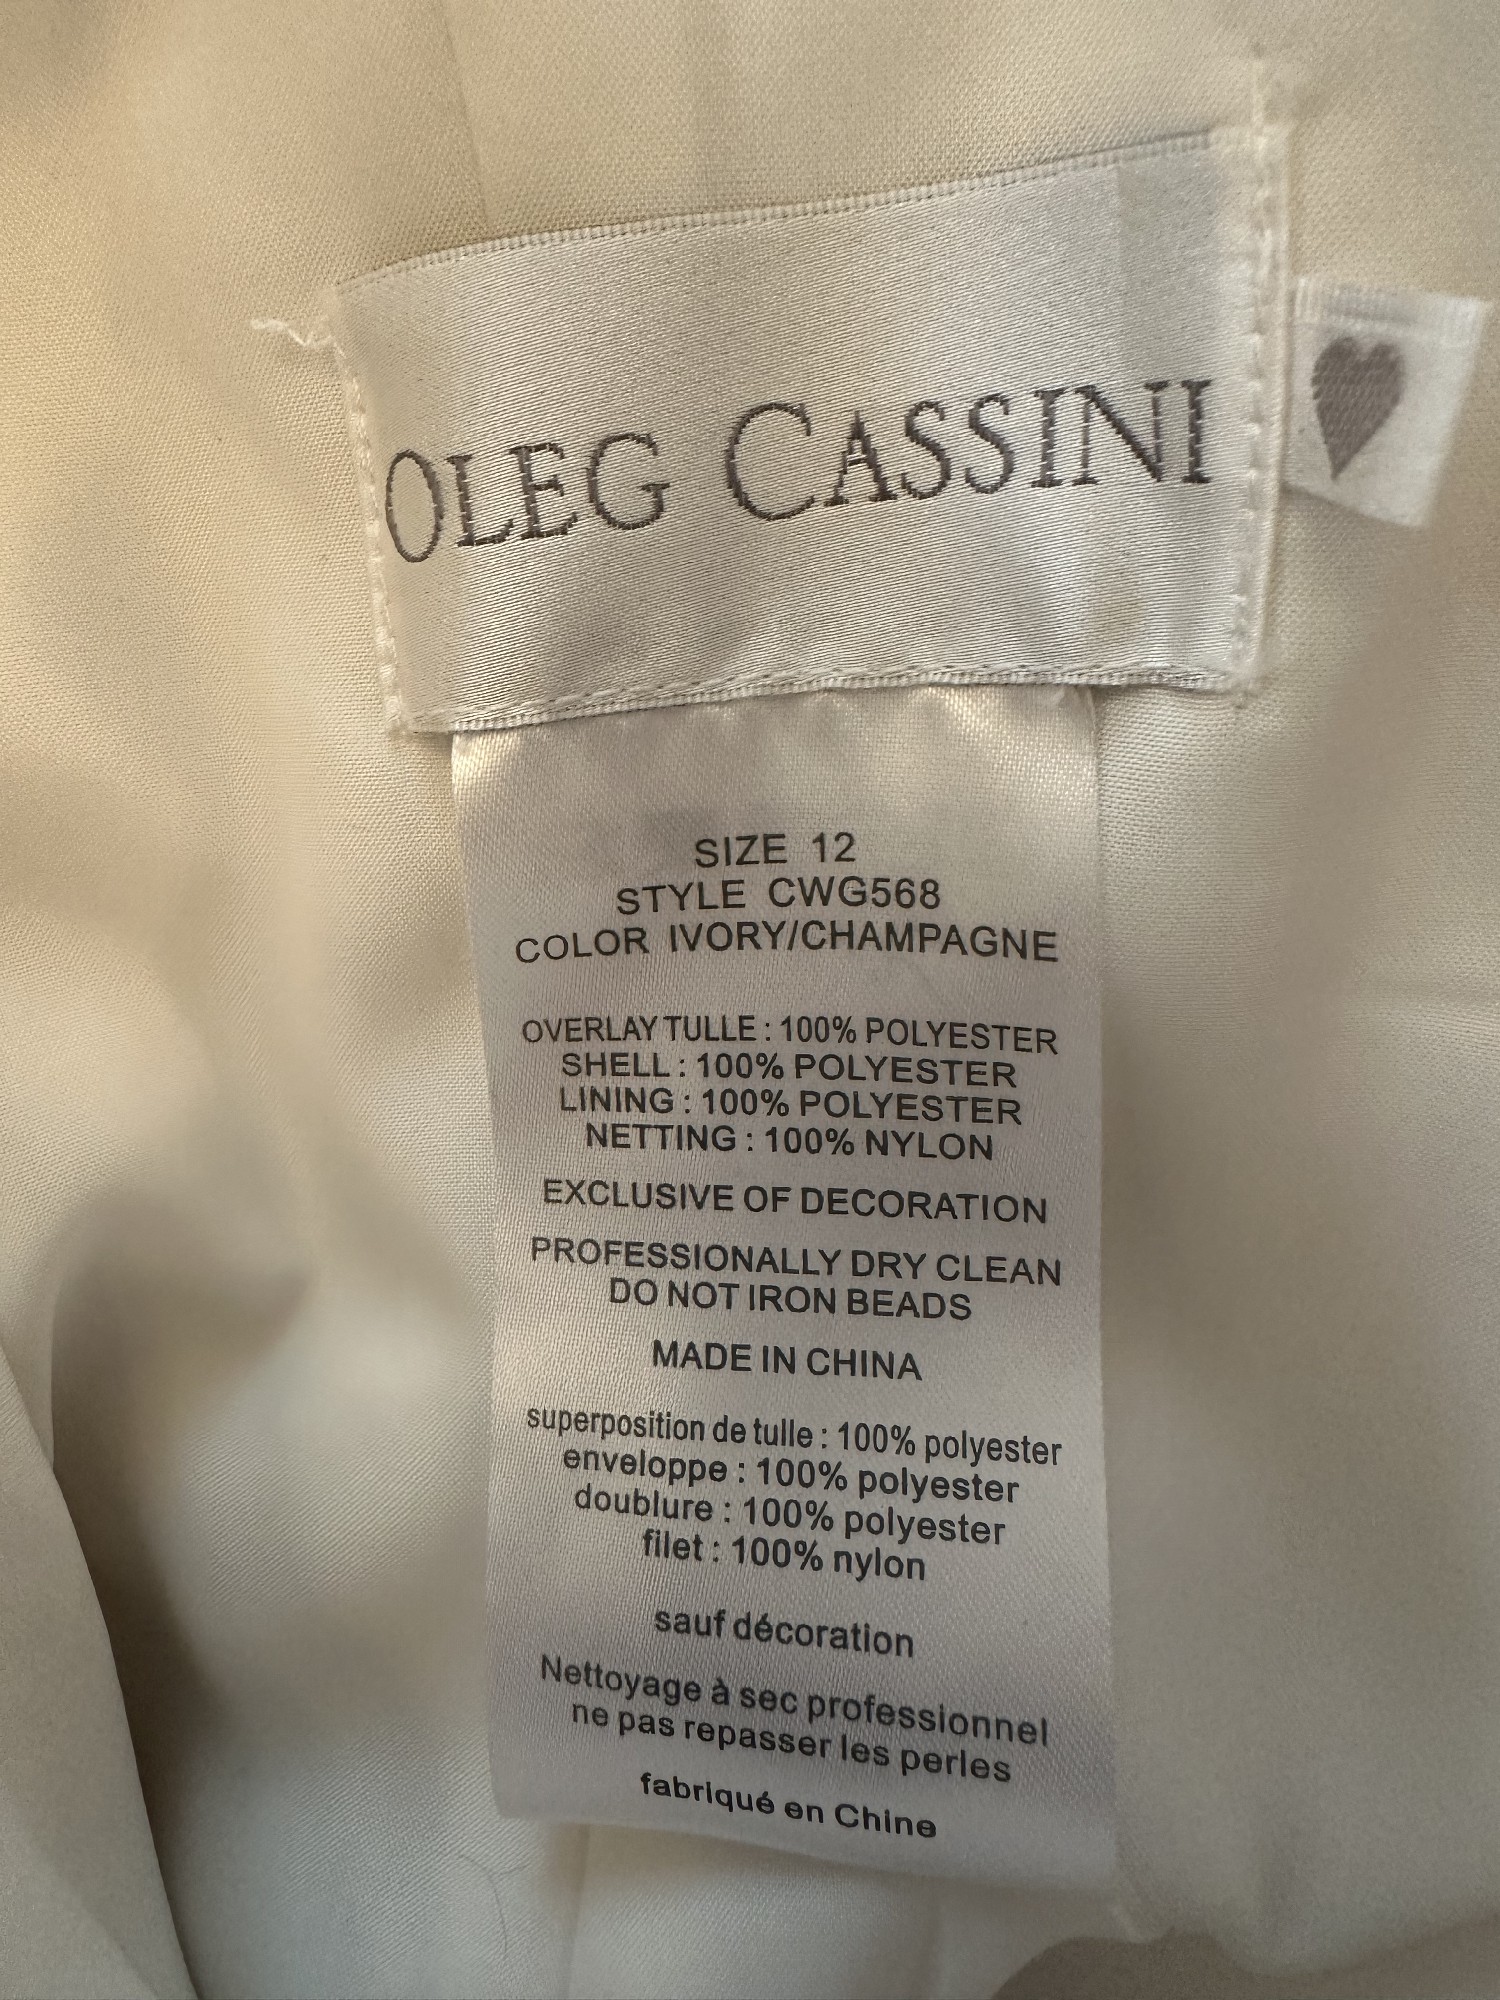 OLEG CASSINI
SIZE 12
STYLE CWG568
COLOR IVORY/CHAMPAGNE
OVERLAY TULLE : 100% POLYESTER
SHELL : 100% POLYESTER
LINING : 100% POLYESTER
NETTING : 100% NYLON
EXCLUSIVE OF DECORATION
PROFESSIONALLY DRY CLEAN
DO NOT IRON BEADS
MADE IN CHINA
superposition de tulle : 100% polyester
enveloppe : 100% polyester
doublure : 100% polyester
filet : 100% nylon
sauf décoration
Nettoyage à sec professionnel
ne pas repasser les perles
fabriqué en Chine